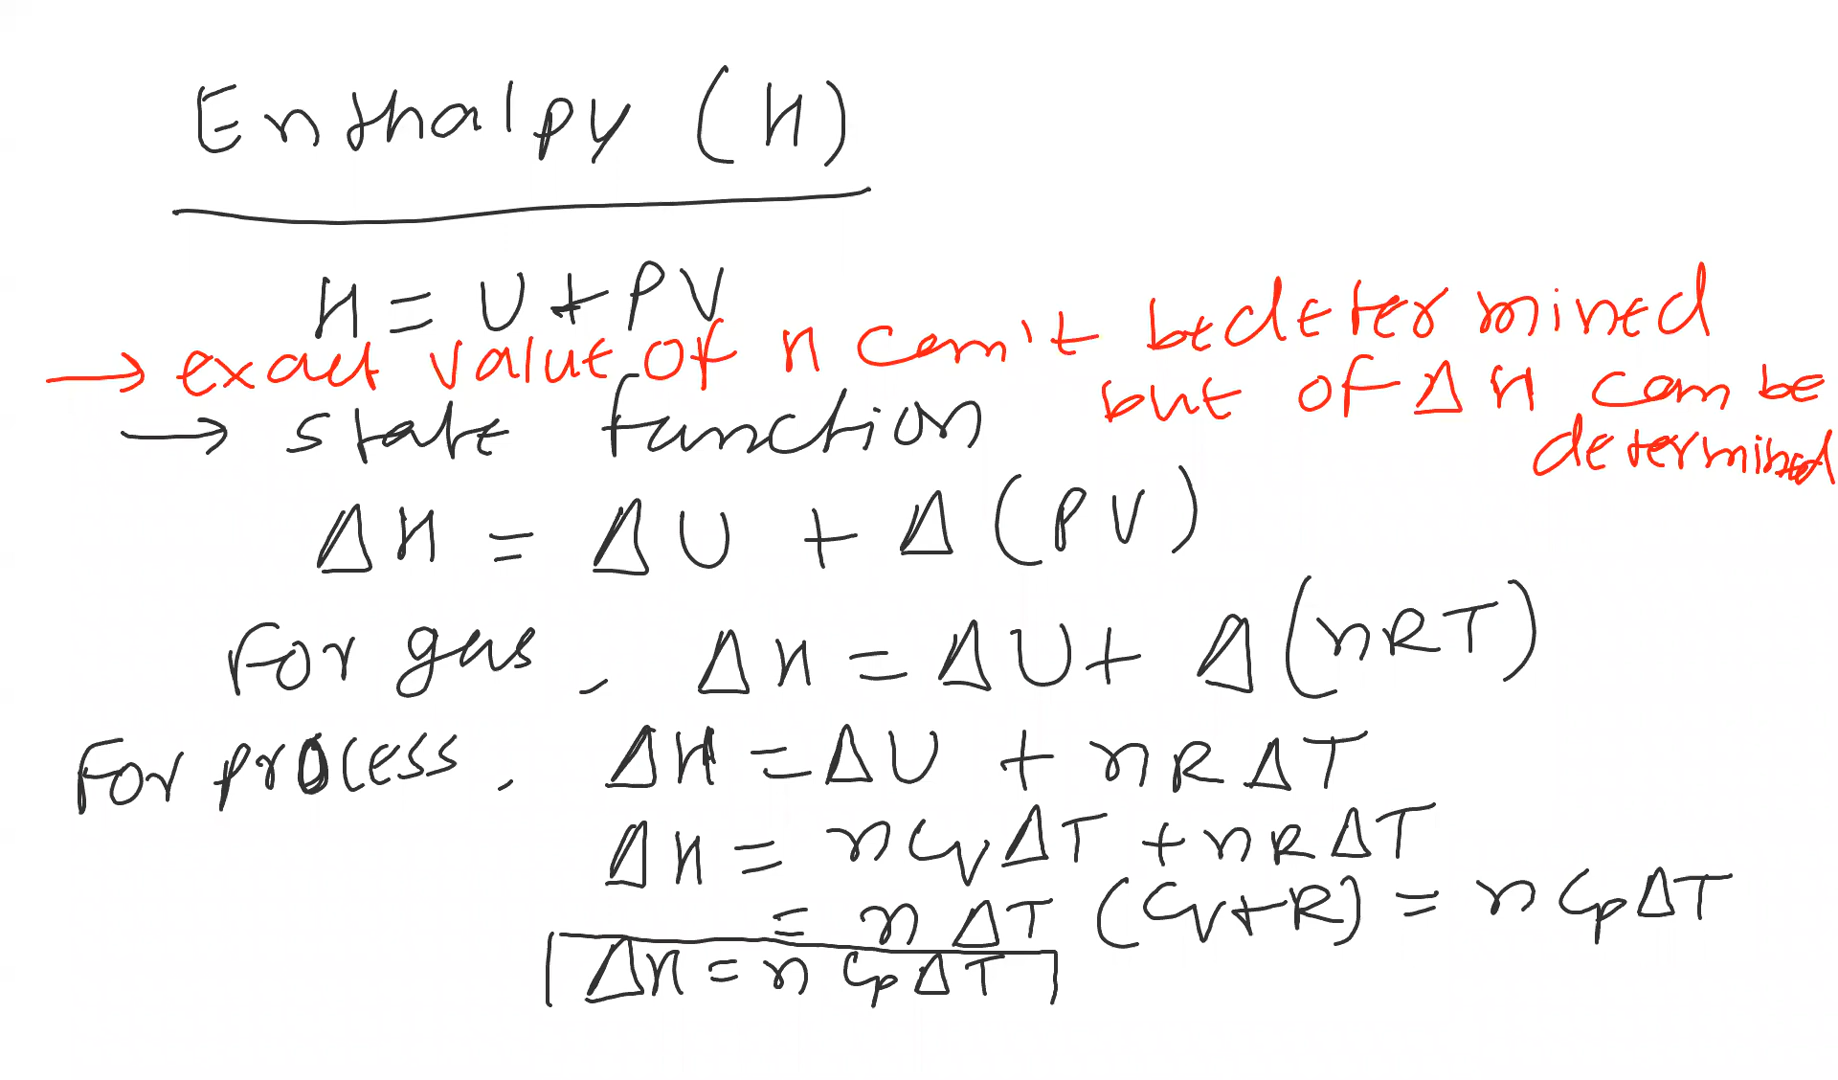 Enthalpy (H)
H = U + PV
→ exact value of H can't be determined
but of Δ H can be
determined
→ state function
ΔH = ΔU + Δ (PV)
For gas, ΔH = ΔU + Δ (nRT)
For process, ΔH = ΔU + nRΔT
ΔH = nCvΔT + nRΔT
= nΔT (Cv+R) = nCpΔT
ΔH = nCpΔT